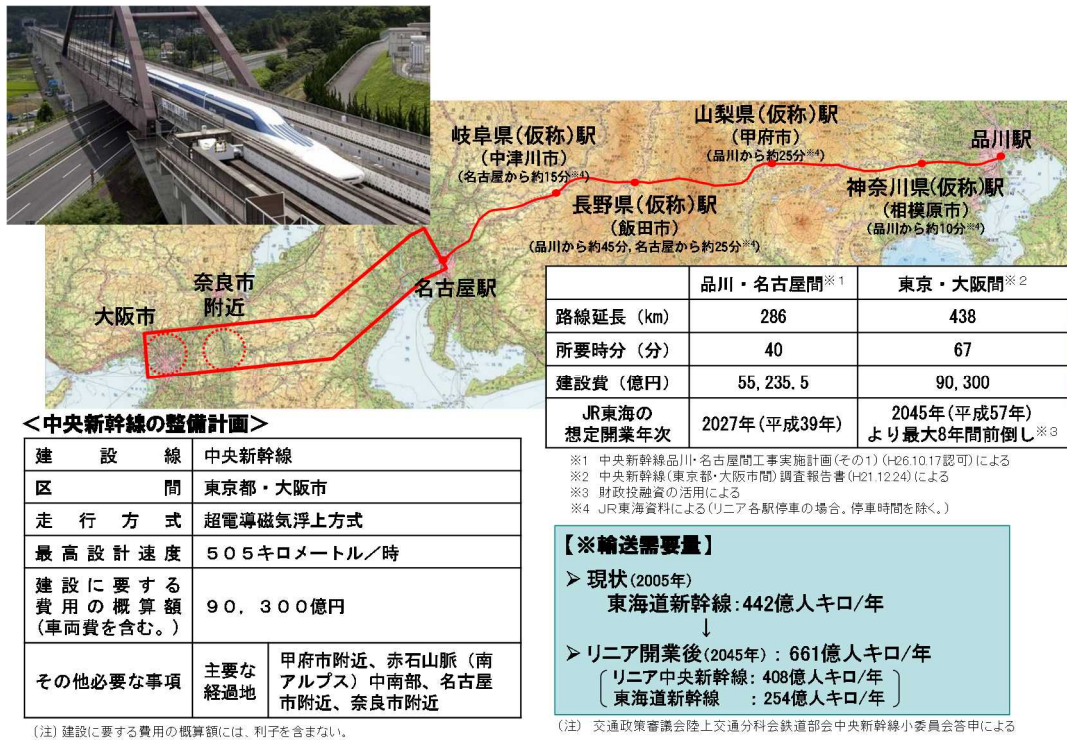 岐阜県(仮称)駅
(中津川市)
(名古屋から約15分※4)
長野県(仮称)駅
(飯田市)
(品川から約45分,名古屋から約25分※4)
山梨県(仮称)駅
(甲府市)
(品川から約25分※4)
品川駅
神奈川県(仮称)駅
(相模原市)
(品川から約10分※4)
名古屋駅
奈良市
附近
大阪市
品川・名古屋間※1 東京・大阪間※2
路線延長(km) 286 438
所要時分(分) 40 67
建設費(億円) 55,235.5 90,300
JR東海の
想定開業年次 2027年(平成39年) 2045年(平成57年)
より最大8年間前倒し※3
※1 中央新幹線品川・名古屋間工事実施計画(その1)(H26.10.17認可)による
※2 中央新幹線(東京都・大阪市間)調査報告書(H21.12.24)による
※3 財政投融資の活用による
※4 JR東海資料による(リニア各駅停車の場合。停車時間を除く。)
<中央新幹線の整備計画>
建設線 中央新幹線
区間 東京都・大阪市
走行方式 超電導磁気浮上方式
最高設計速度 505キロメートル/時
建設に要する
費用の概算額
(車両費を含む。) 90,300億円
その他必要な事項 主要な
経過地 甲府市附近、赤石山脈(南
アルプス)中南部、名古屋
市附近、奈良市附近
(注)建設に要する費用の概算額には、利子を含まない。
【※輸送需要量】
➢ 現状(2005年)
東海道新幹線:442億人キロ/年
↓
➢ リニア開業後(2045年) : 661億人キロ/年
リニア中央新幹線: 408億人キロ/年
東海道新幹線 : 254億人キロ/年
(注) 交通政策審議会陸上交通分科会鉄道部会中央新幹線小委員会答申による